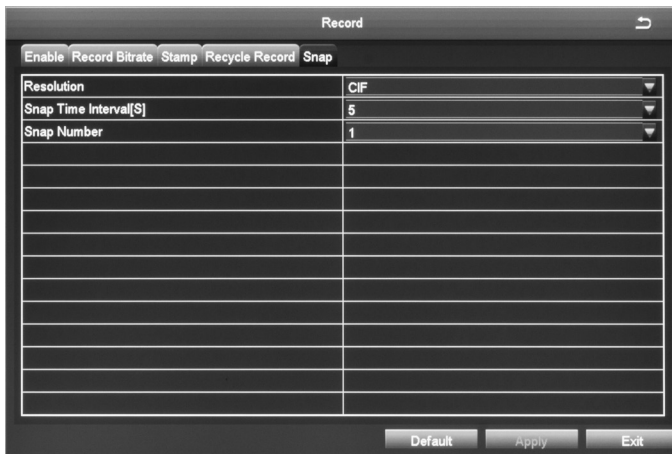 Record
Enable Record Bitrate Stamp Recycle Record Snap
Resolution CIF
Snap Time Interval[S] 5
Snap Number 1
Default Apply Exit